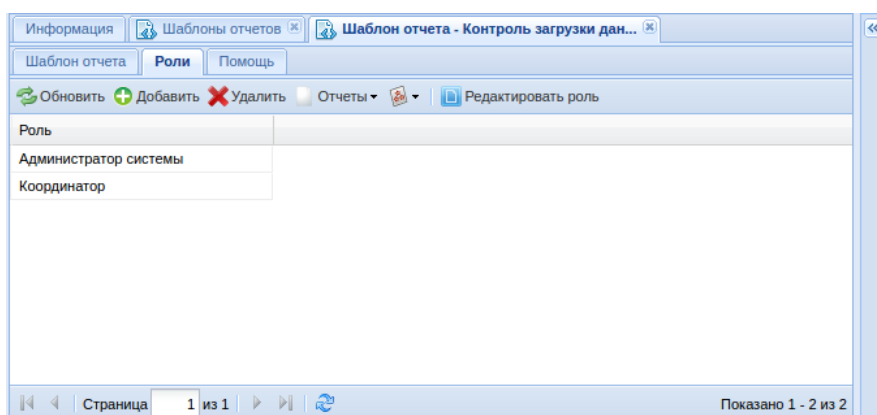 Информация Шаблоны отчетов Шаблон отчета - Контроль загрузки дан...
Шаблон отчета Роли Помощь
Обновить Добавить Удалить Отчеты Редактировать роль
Роль
Администратор системы
Координатор
Страница 1 из 1 Показано 1 - 2 из 2